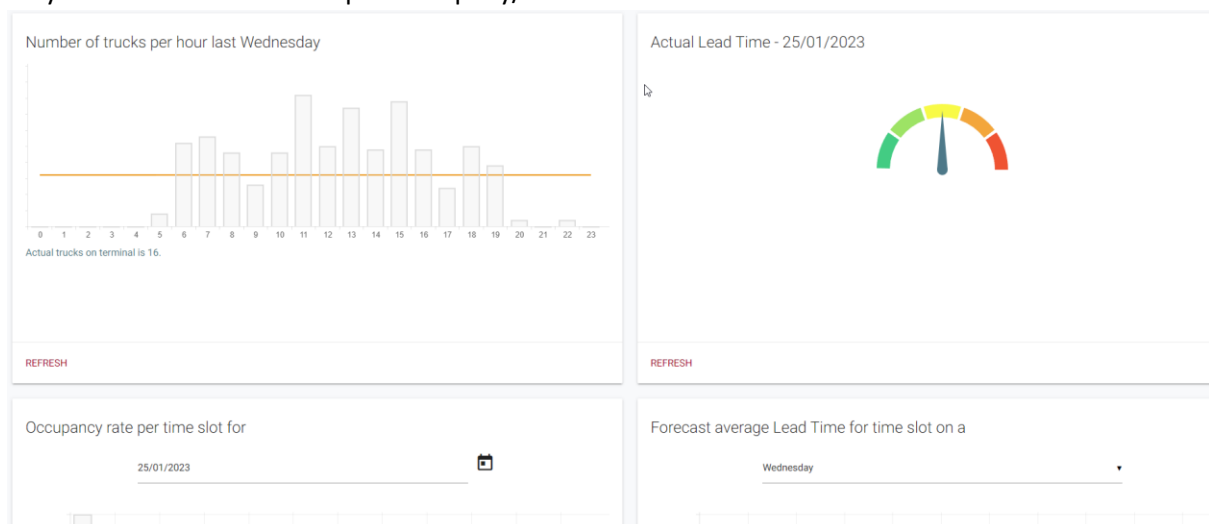 Number of trucks per hour last Wednesday
0 1 2 3 4 5 6 7 8 9 10 11 12 13 14 15 16 17 18 19 20 21 22 23
Actual trucks on terminal is 16.
REFRESH
Actual Lead Time - 25/01/2023
REFRESH
Occupancy rate per time slot for
25/01/2023
Forecast average Lead Time for time slot on a
Wednesday